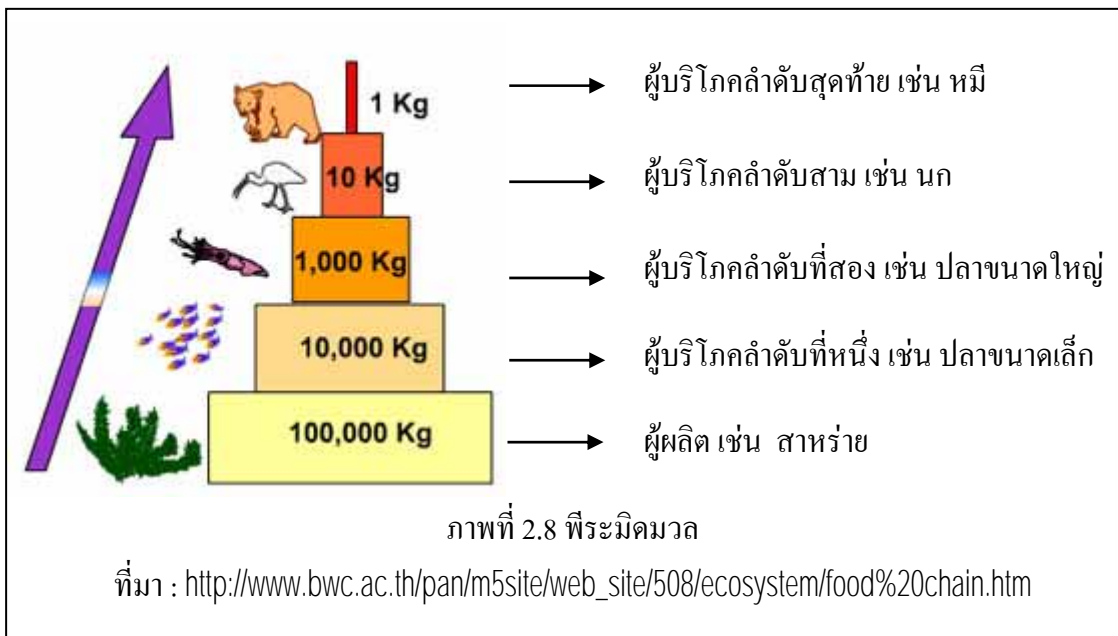 1 Kg
ผู้บริโภคลำดับสุดท้าย เช่น หมี
10 Kg
ผู้บริโภคลำดับสาม เช่น นก
1,000 Kg
ผู้บริโภคลำดับที่สอง เช่น ปลาขนาดใหญ่
10,000 Kg
ผู้บริโภคลำดับที่หนึ่ง เช่น ปลาขนาดเล็ก
100,000 Kg
ผู้ผลิต เช่น สาหร่าย
ภาพที่ 2.8 พีระมิดมวล
ที่มา : http://www.bwc.ac.th/pan/m5site/web_site/508/ecosystem/food%20chain.htm